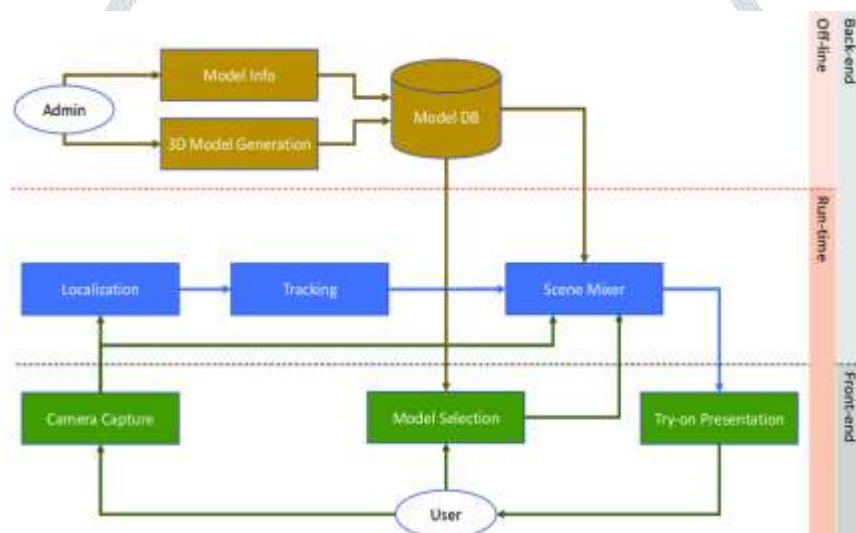 Off-line
Back-end
Model Info
Admin
Model DB
3D Model Generation
Run-time
Localization
Tracking
Scene Mixer
Front-end
Camera Capture
Model Selection
Try-on Presentation
User